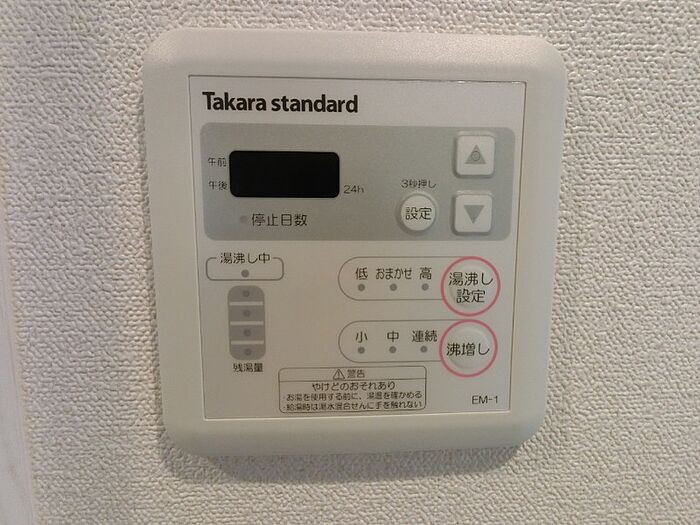 Takara standard
午前
午後
24h
3秒押し
設定
停止日数
湯沸し中
低 おまかせ 高
湯沸し
設定
小 中 連続
沸増し
残湯量
⚠警告
やけどのおそれあり
お湯を使用する前に、湯温を確かめる
給湯時は湯水混合せんに手を触れない
EM-1